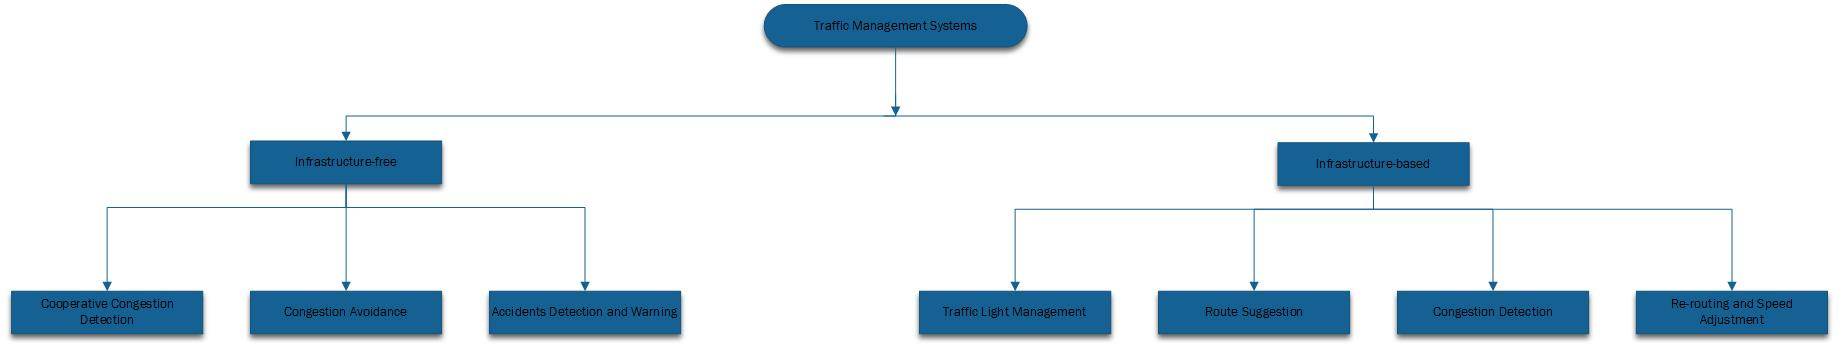 Traffic Management Systems
Infrastructure-free
Infrastructure-based
Cooperative Congestion
Detection
Congestion Avoidance
Accidents Detection and Warning
Traffic Light Management
Route Suggestion
Congestion Detection
Re-routing and Speed
Adjustment